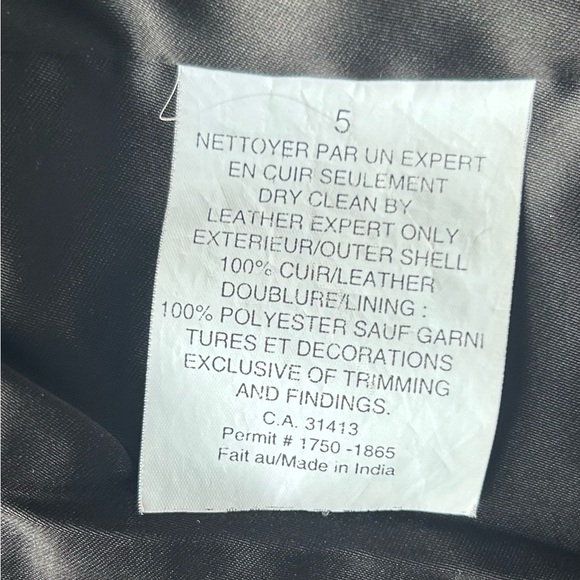 5
NETTOYER PAR UN EXPERT
EN CUIR SEULEMENT
DRY CLEAN BY
LEATHER EXPERT ONLY
EXTERIEUR/OUTER SHELL
100% CUIR/LEATHER
DOUBLURE/LINING :
100% POLYESTER SAUF GARNI
TURES ET DECORATIONS
EXCLUSIVE OF TRIMMING
AND FINDINGS.
C.A. 31413
Permit # 1750 -1865
Fait au/Made in India